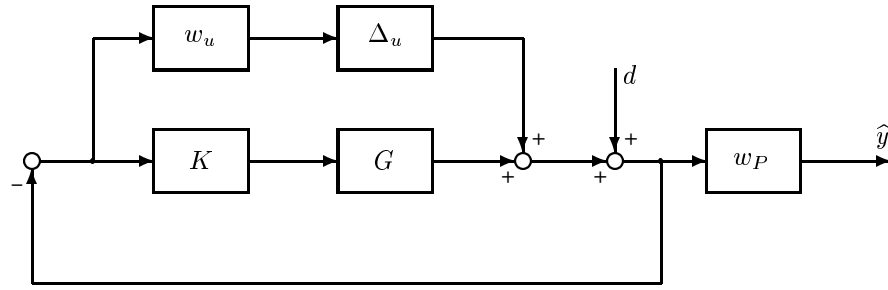 w_u
Δ_u
d
K
G
+
+
+
+
-
w_P
ŷ